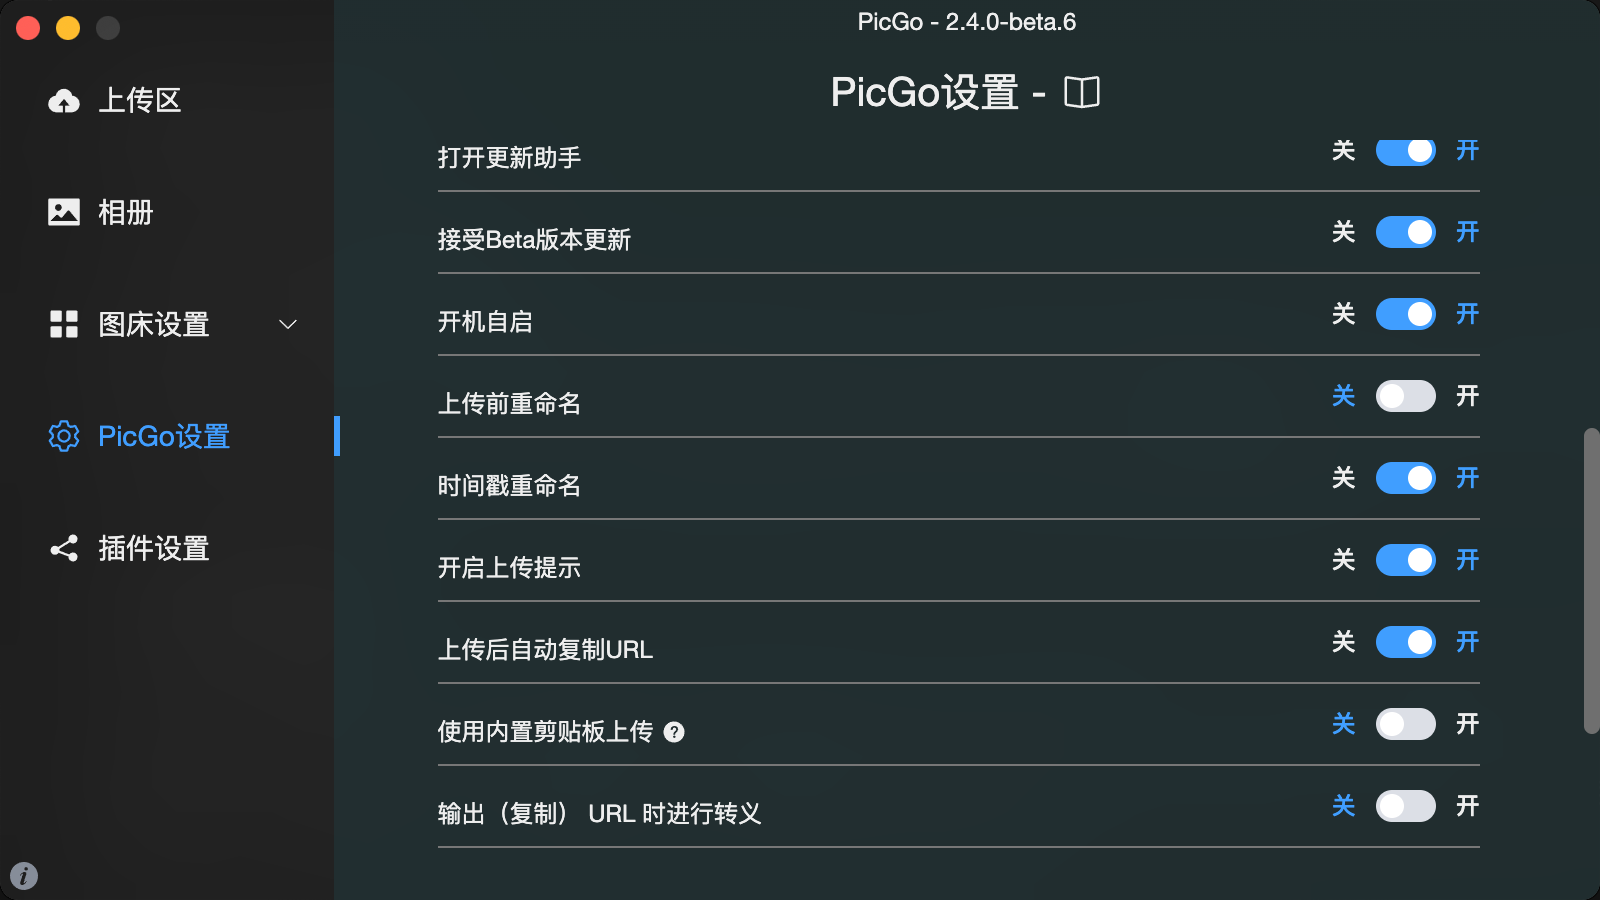 PicGo - 2.4.0-beta.6
上传区
相册
图床设置
PicGo设置
插件设置
PicGo设置 -
打开更新助手 关 开
接受Beta版本更新 关 开
开机自启 关 开
上传前重命名 关 开
时间戳重命名 关 开
开启上传提示 关 开
上传后自动复制URL 关 开
使用内置剪贴板上传 ? 关 开
输出（复制） URL 时进行转义 关 开
i